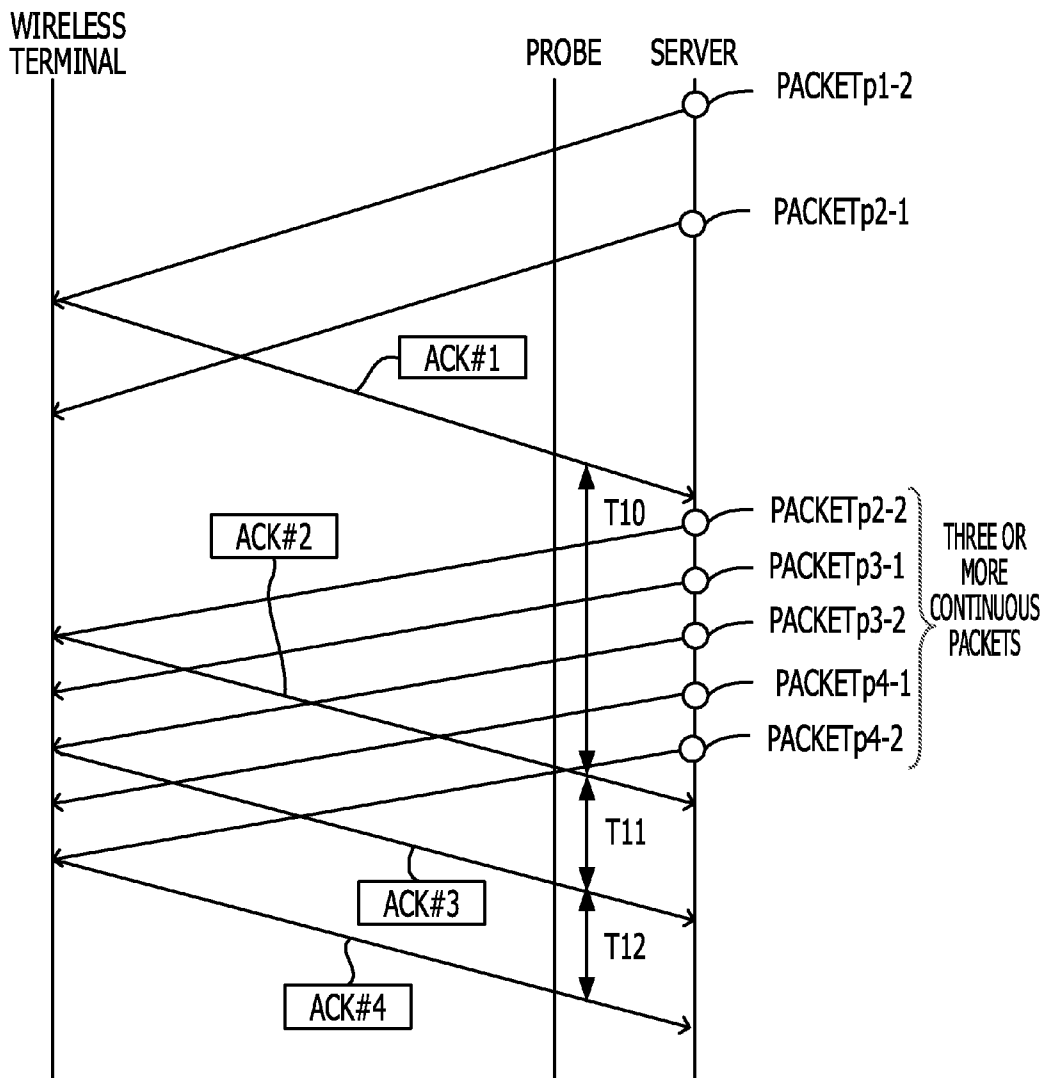 WIRELESS
TERMINAL
PROBE
SERVER
PACKETp1-2
PACKETp2-1
ACK#1
T10
PACKETp2-2
ACK#2
PACKETp3-1
PACKETp3-2
PACKETp4-1
PACKETp4-2
THREE OR
MORE
CONTINUOUS
PACKETS
T11
ACK#3
T12
ACK#4